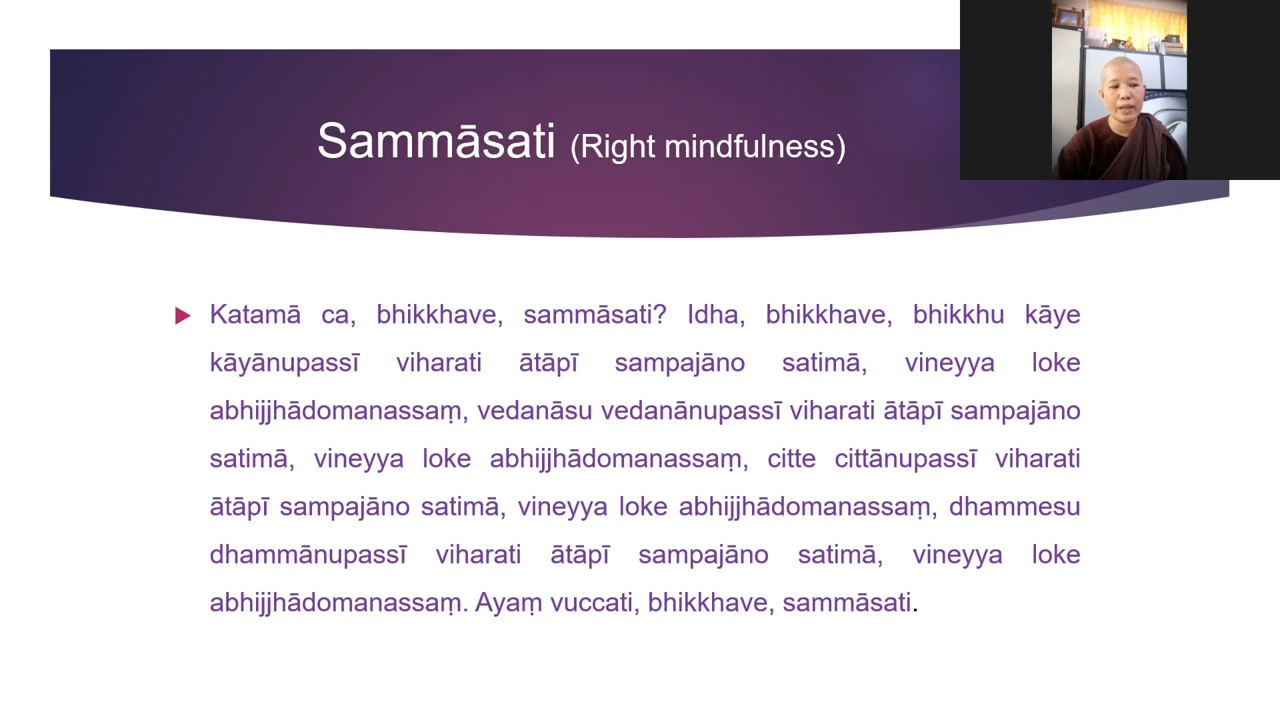 Sammāsati (Right mindfulness)
Katamā ca, bhikkhave, sammāsati? Idha, bhikkhave, bhikkhu kāye
kāyānupassī viharati ātāpī sampajāno satimā, vineyya loke
abhijjhādomanassaṃ, vedanāsu vedanānupassī viharati ātāpī sampajāno
satimā, vineyya loke abhijjhādomanassaṃ, citte cittānupassī viharati
ātāpī sampajāno satimā, vineyya loke abhijjhādomanassaṃ, dhammesu
dhammānupassī viharati ātāpī sampajāno satimā, vineyya loke
abhijjhādomanassaṃ. Ayaṃ vuccati, bhikkhave, sammāsati.